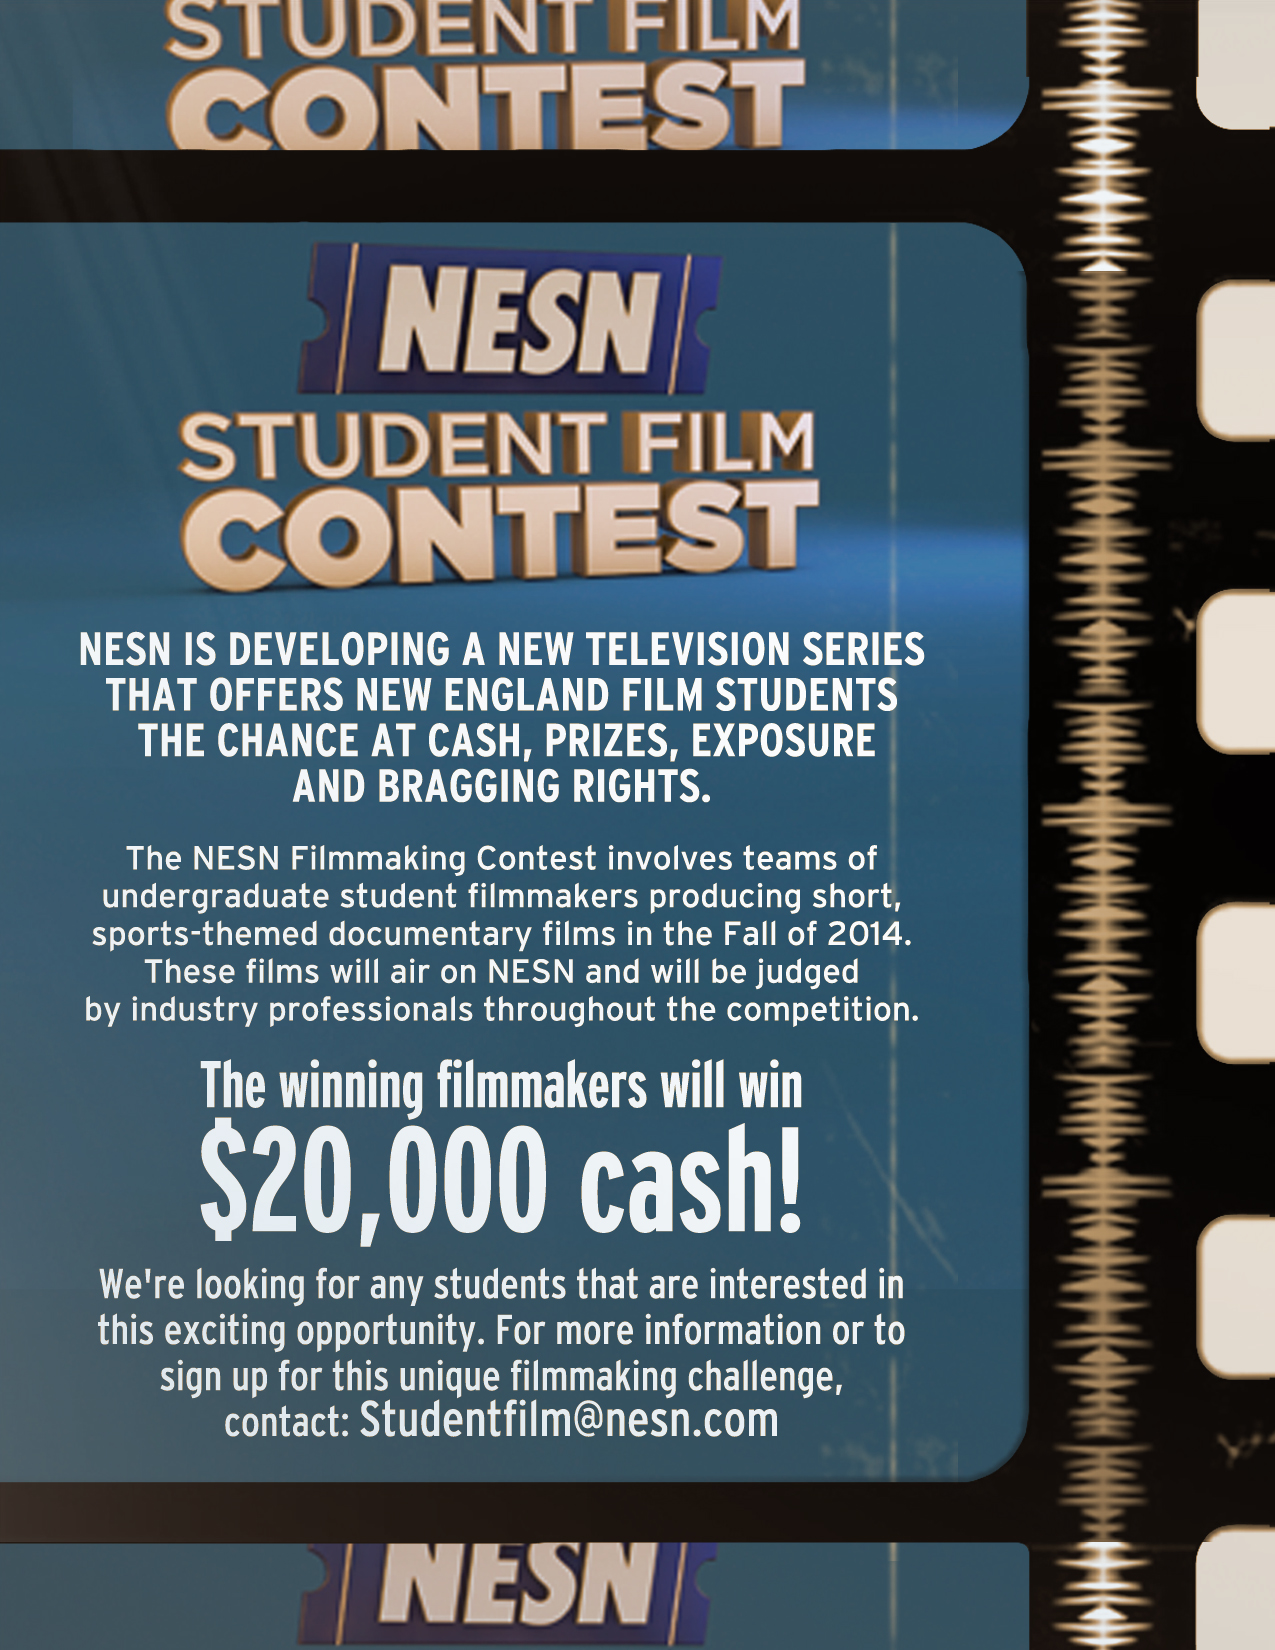 STUDENT FILM
CONTEST
NESN
STUDENT FILM
CONTEST
NESN IS DEVELOPING A NEW TELEVISION SERIES
THAT OFFERS NEW ENGLAND FILM STUDENTS
THE CHANCE AT CASH, PRIZES, EXPOSURE
AND BRAGGING RIGHTS.
The NESN Filmmaking Contest involves teams of
undergraduate student filmmakers producing short,
sports-themed documentary films in the Fall of 2014.
These films will air on NESN and will be judged
by industry professionals throughout the competition.
The winning filmmakers will win
$20,000 cash!
We're looking for any students that are interested in
this exciting opportunity. For more information or to
sign up for this unique filmmaking challenge,
contact: Studentfilm@nesn.com
NESN